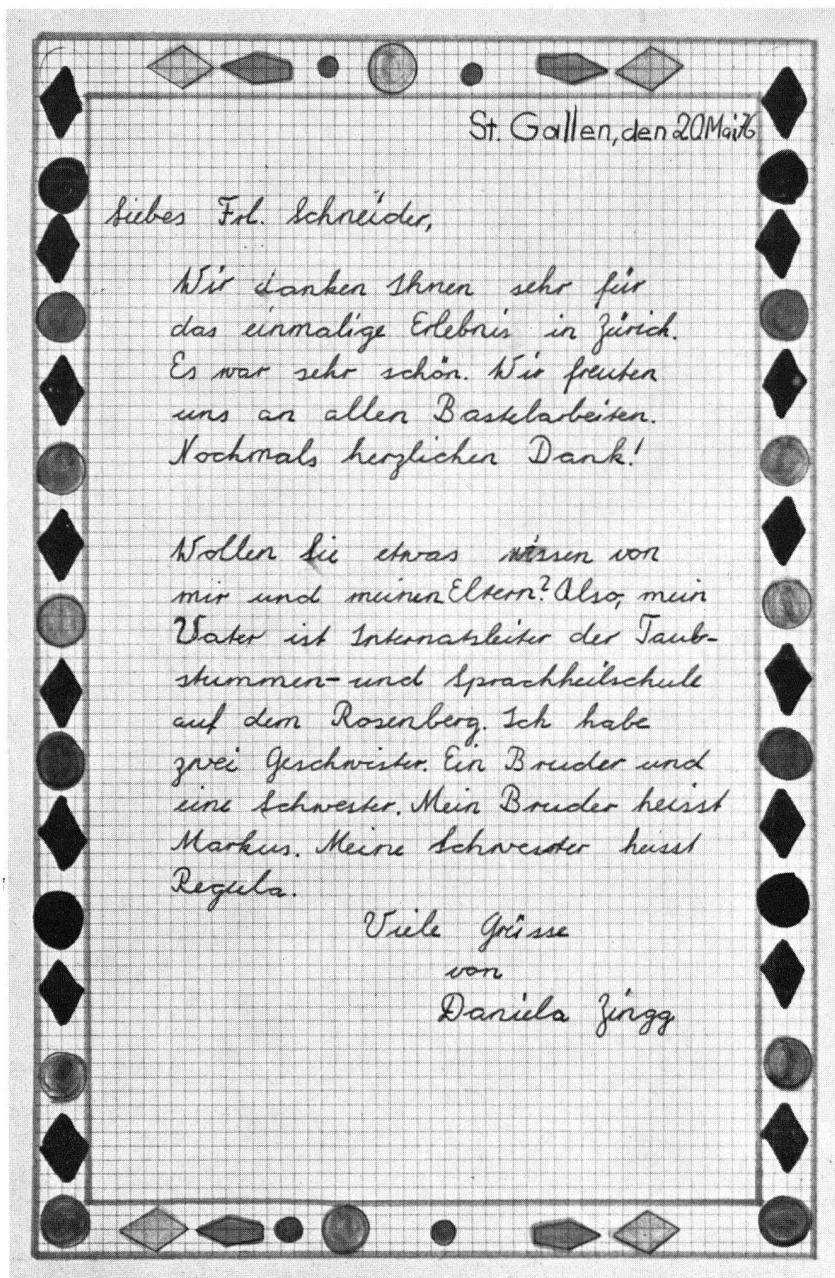 St. Gallen, den 20 Mai 76
Liebes Frl. Schneider,
Wir danken Ihnen sehr für
das einmalige Erlebnis in Zürich.
Es war sehr schön. Wir freuten
uns an allen Bastelarbeiten.
Nochmals herzlichen Dank!
Wollen Sie etwas wissen von
mir und meinen Eltern? Also, mein
Vater ist Internatsleiter der Taub-
stummen- und Sprachheilschule
auf dem Rosenberg. Ich habe
zwei Geschwister. Ein Bruder und
eine Schwester. Mein Bruder heisst
Markus. Meine Schwester heisst
Regula.
Viele Grüsse
von
Daniela Zingg